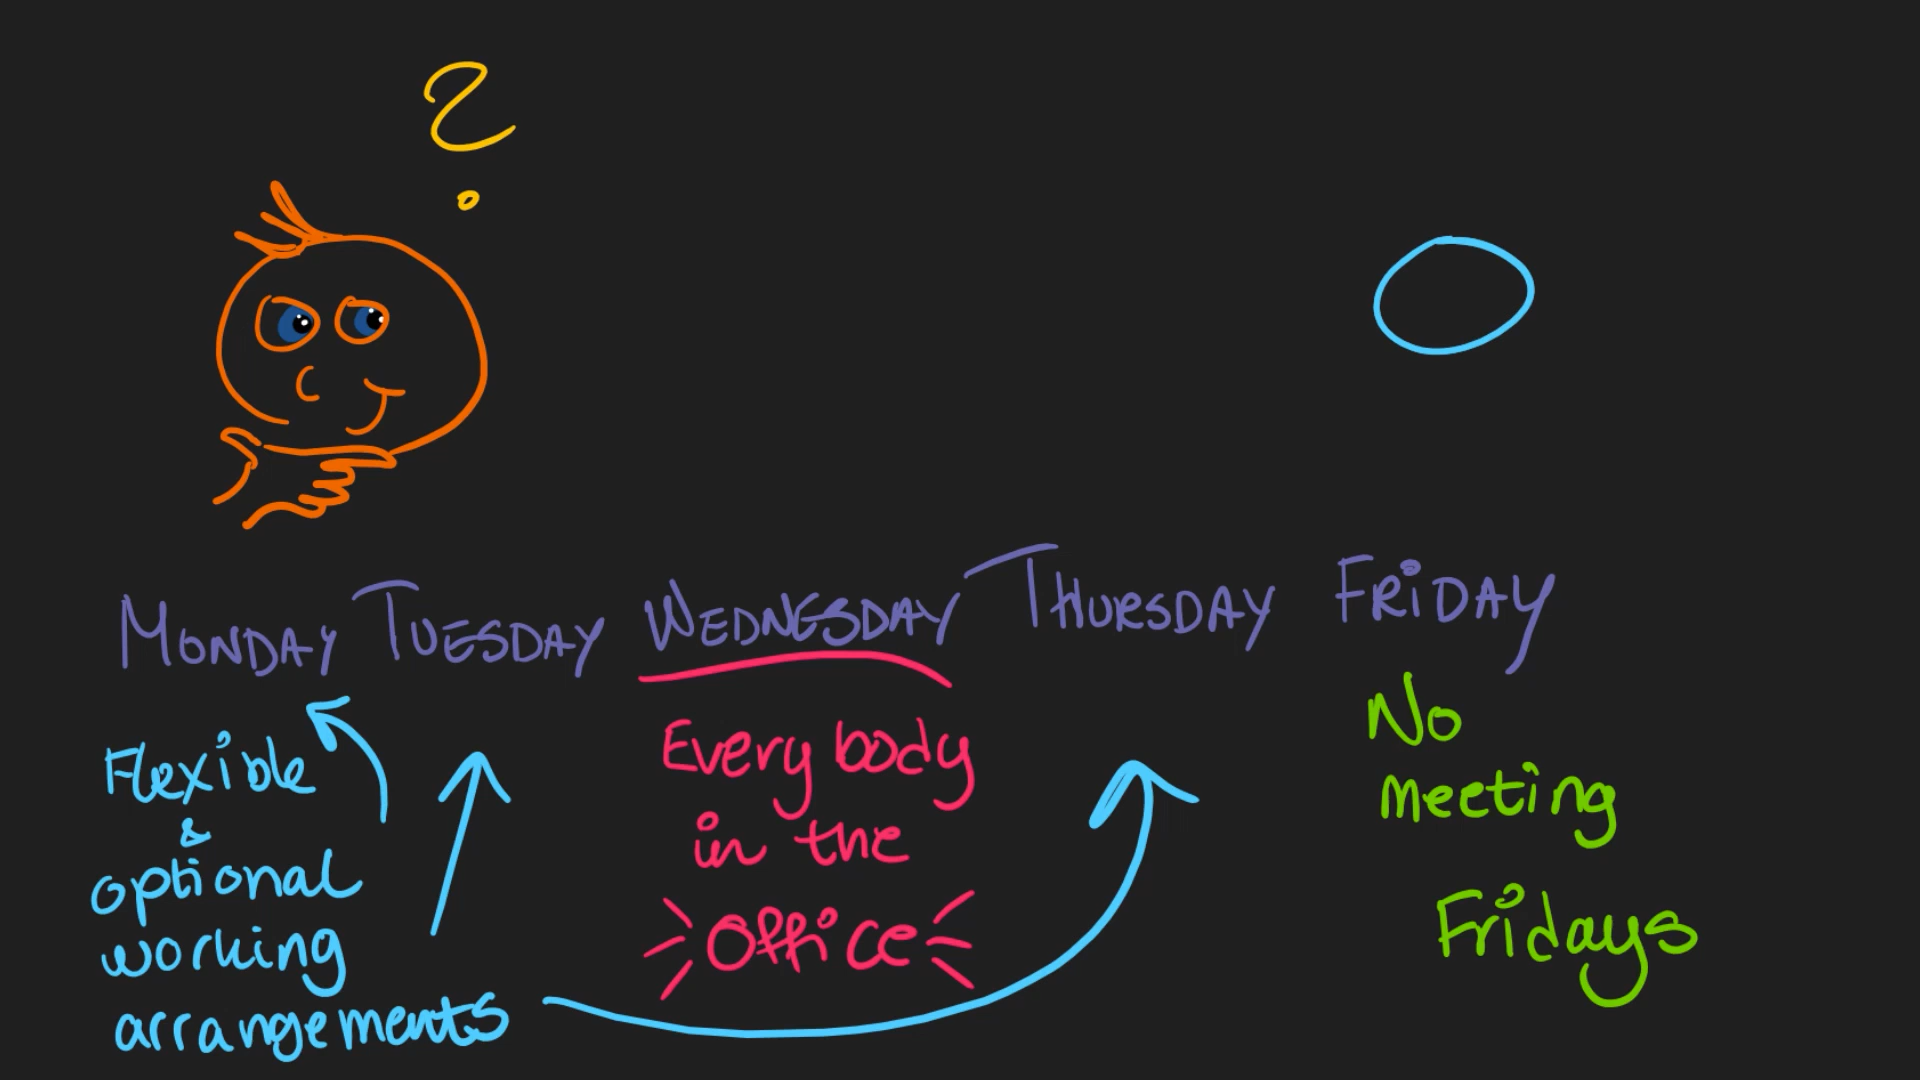 ?
MONDAY TUESDAY WEDNESDAY THURSDAY FRIDAY
Flexible
&
optional
working
arrangements
Every body
in the
Office
No
meeting
Fridays